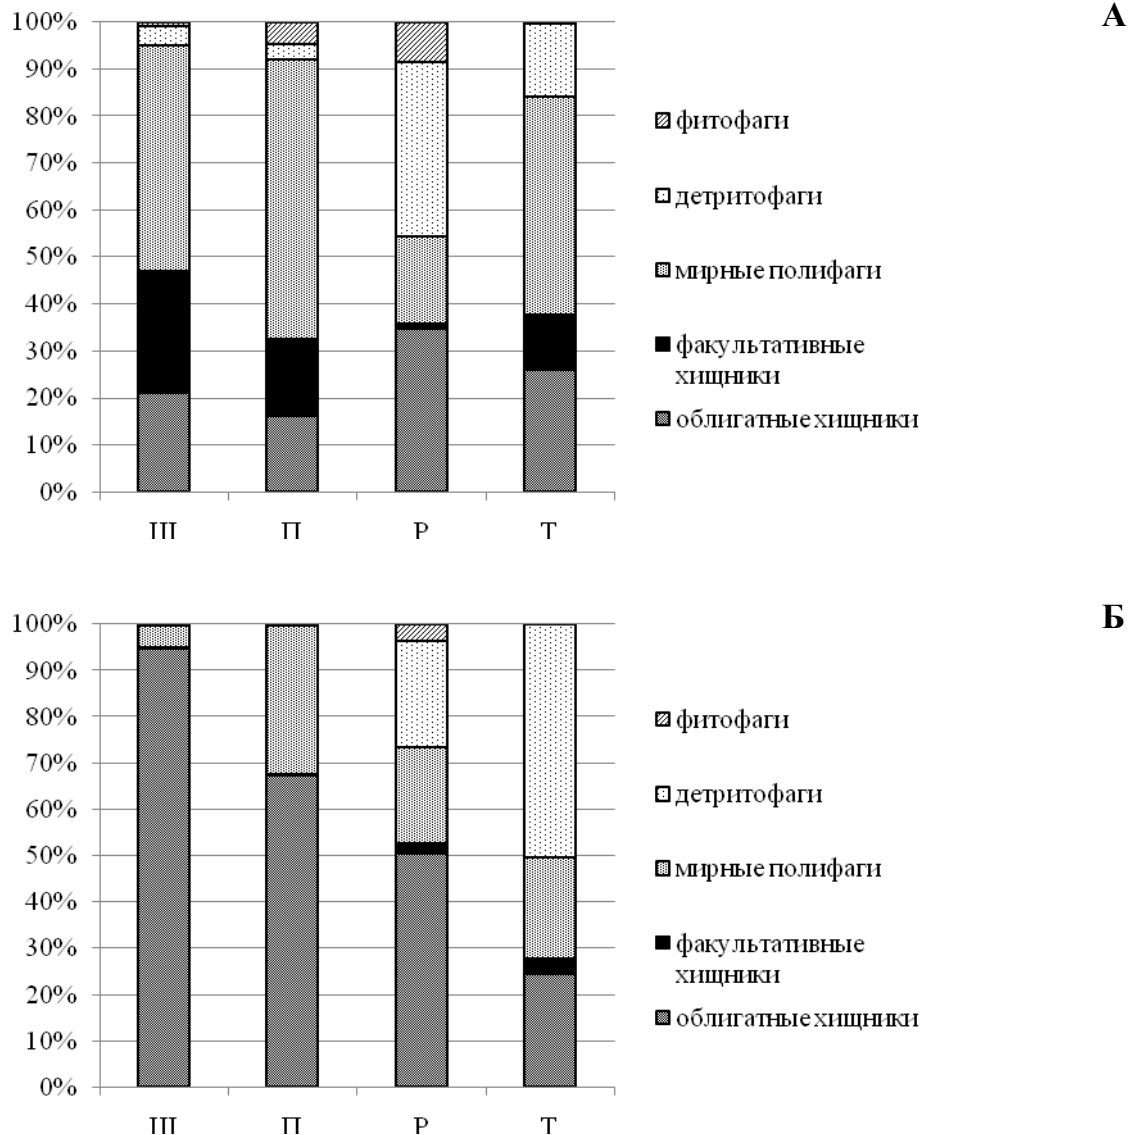 А
100%
90%
80%
70%
60%
50%
40%
30%
20%
10%
0%
Ш
П
Р
Т
фитофаги
детритофаги
мирные полифаги
факультативные
хищники
облигатные хищники
Б
100%
90%
80%
70%
60%
50%
40%
30%
20%
10%
0%
Ш
П
Р
Т
фитофаги
детритофаги
мирные полифаги
факультативные
хищники
облигатные хищники